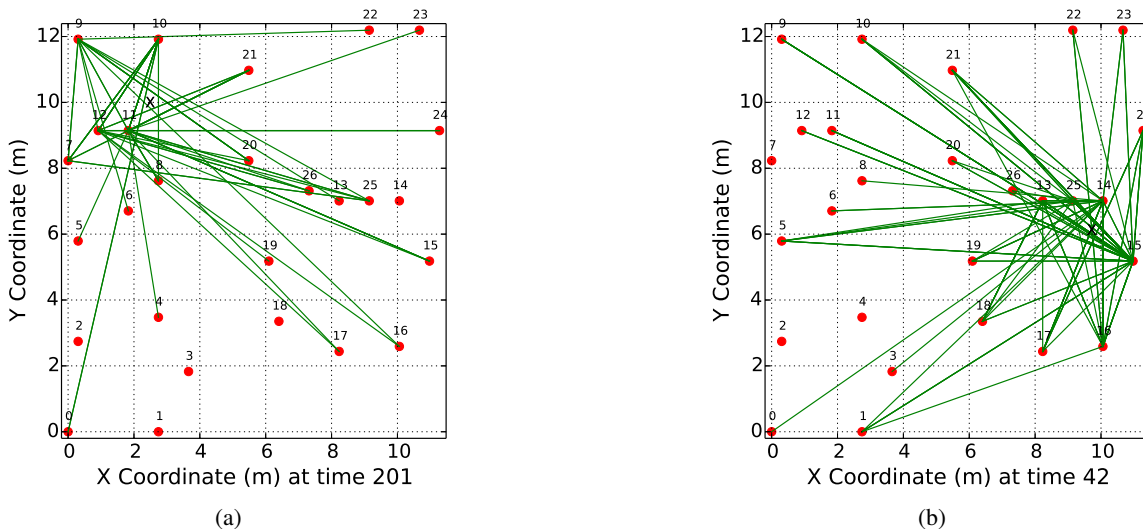 9 10 22 23
12
21
10 X
12 11 24
7 20
8
8 26 13 25 14
6
6 5
19 15
4 4 18
17 16
2 2 3
0 0 1
0 2 4 6 8 10
Y Coordinate (m)
X Coordinate (m) at time 201
(a)
9 10 22 23
12
21
10
12 11 2
7 20
8
8 26 13 25 14
6
6 5 X
19 15
4 4 18
17 16
2 2 3
0 0 1
0 2 4 6 8 10
Y Coordinate (m)
X Coordinate (m) at time 42
(b)